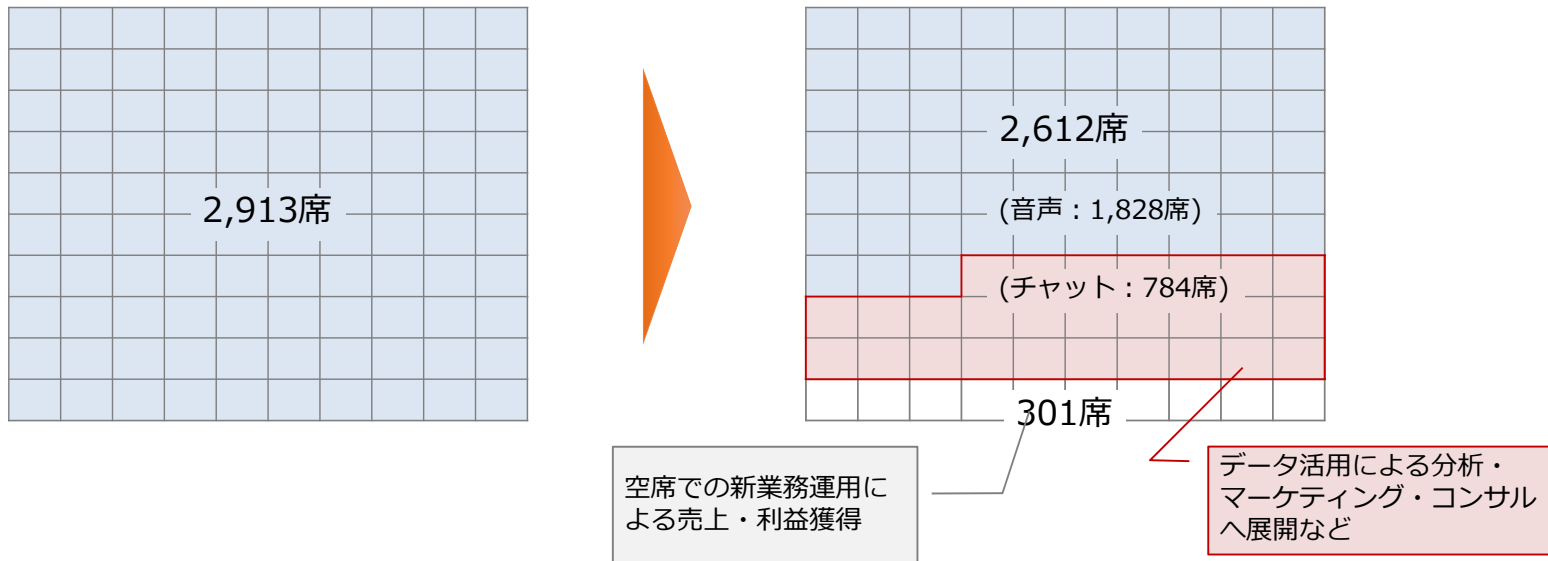 2,913席
2,612席
(音声：1,828席)
(チャット：784席)
301席
空席での新業務運用に
よる売上・利益獲得
データ活用による分析・
マーケティング・コンサル
へ展開など